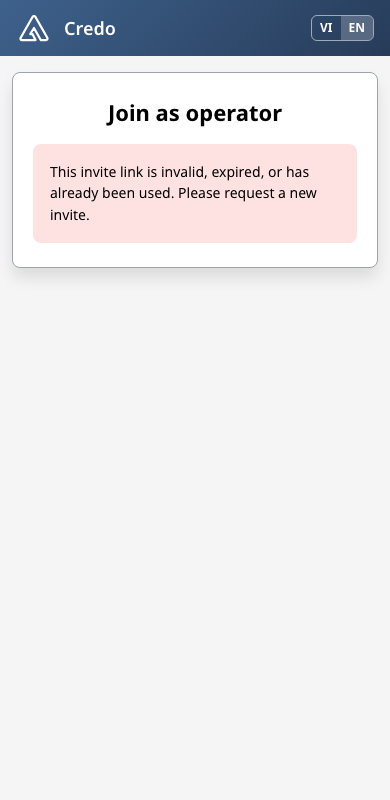 Credo
VI EN
Join as operator
This invite link is invalid, expired, or has
already been used. Please request a new
invite.